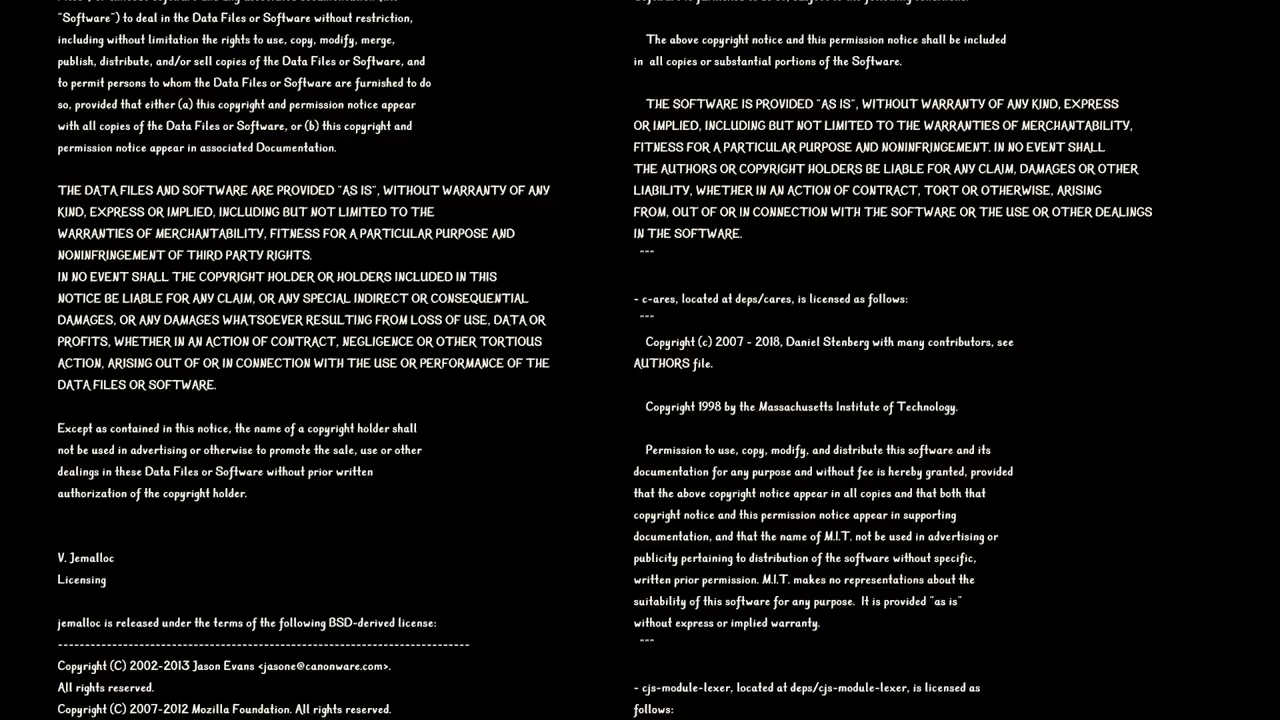 "Software") to deal in the Data Files or Software without restriction,
including without limitation the rights to use, copy, modify, merge,
publish, distribute, and/or sell copies of the Data Files or Software, and
to permit persons to whom the Data Files or Software are furnished to do
so, provided that either (a) this copyright and permission notice appear
with all copies of the Data Files or Software, or (b) this copyright and
permission notice appear in associated Documentation.
THE DATA FILES AND SOFTWARE ARE PROVIDED "AS IS", WITHOUT WARRANTY OF ANY
KIND, EXPRESS OR IMPLIED, INCLUDING BUT NOT LIMITED TO THE
WARRANTIES OF MERCHANTABILITY, FITNESS FOR A PARTICULAR PURPOSE AND
NONINFRINGEMENT OF THIRD PARTY RIGHTS.
IN NO EVENT SHALL THE COPYRIGHT HOLDER OR HOLDERS INCLUDED IN THIS
NOTICE BE LIABLE FOR ANY CLAIM, OR ANY SPECIAL INDIRECT OR CONSEQUENTIAL
DAMAGES, OR ANY DAMAGES WHATSOEVER RESULTING FROM LOSS OF USE, DATA OR
PROFITS, WHETHER IN AN ACTION OF CONTRACT, NEGLIGENCE OR OTHER TORTIOUS
ACTION, ARISING OUT OF OR IN CONNECTION WITH THE USE OR PERFORMANCE OF THE
DATA FILES OR SOFTWARE.
Except as contained in this notice, the name of a copyright holder shall
not be used in advertising or otherwise to promote the sale, use or other
dealings in these Data Files or Software without prior written
authorization of the copyright holder.
V. Jemalloc
Licensing
jemalloc is released under the terms of the following BSD-derived license:
--------------------------------------------------------------------------------
Copyright (C) 2002-2013 Jason Evans <jasone@canonware.com>.
All rights reserved.
Copyright (C) 2007-2012 Mozilla Foundation. All rights reserved.
The above copyright notice and this permission notice shall be included
in  all copies or substantial portions of the Software.
THE SOFTWARE IS PROVIDED "AS IS", WITHOUT WARRANTY OF ANY KIND, EXPRESS
OR IMPLIED, INCLUDING BUT NOT LIMITED TO THE WARRANTIES OF MERCHANTABILITY,
FITNESS FOR A PARTICULAR PURPOSE AND NONINFRINGEMENT. IN NO EVENT SHALL
THE AUTHORS OR COPYRIGHT HOLDERS BE LIABLE FOR ANY CLAIM, DAMAGES OR OTHER
LIABILITY, WHETHER IN AN ACTION OF CONTRACT, TORT OR OTHERWISE, ARISING
FROM, OUT OF OR IN CONNECTION WITH THE SOFTWARE OR THE USE OR OTHER DEALINGS
IN THE SOFTWARE.
"""
- c-ares, located at deps/cares, is licensed as follows:
"""
Copyright (c) 2007 - 2018, Daniel Stenberg with many contributors, see
AUTHORS file.
Copyright 1998 by the Massachusetts Institute of Technology.
Permission to use, copy, modify, and distribute this software and its
documentation for any purpose and without fee is hereby granted, provided
that the above copyright notice appear in all copies and that both that
copyright notice and this permission notice appear in supporting
documentation, and that the name of M.I.T. not be used in advertising or
publicity pertaining to distribution of the software without specific,
written prior permission. M.I.T. makes no representations about the
suitability of this software for any purpose.  It is provided "as is"
without express or implied warranty.
"""
- cjs-module-lexer, located at deps/cjs-module-lexer, is licensed as
follows: